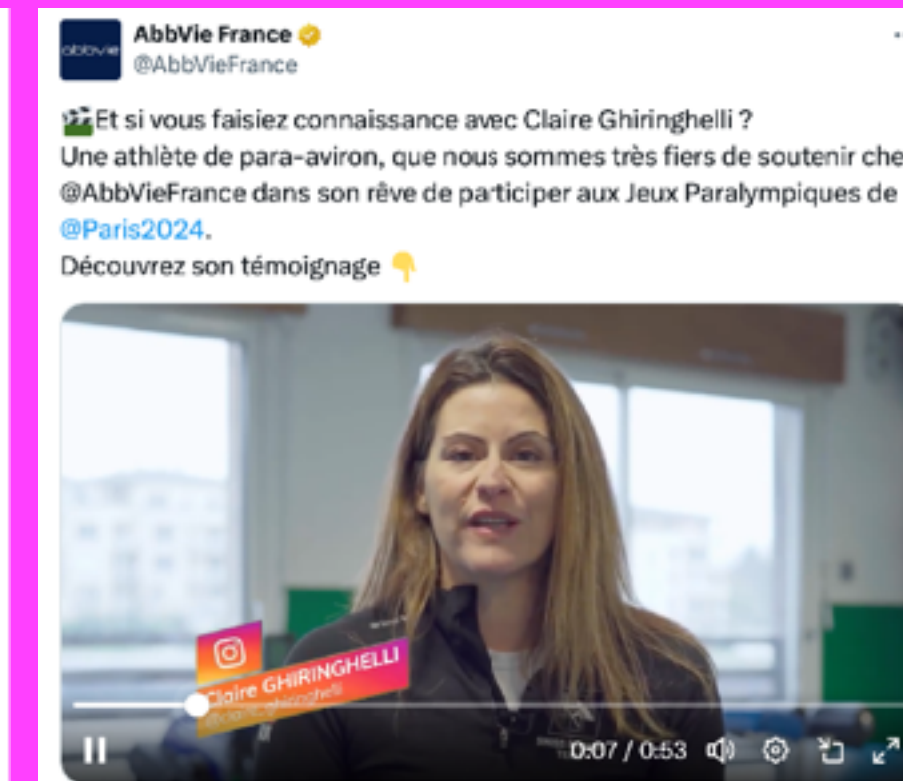 abbvie
AbbVie France
@AbbVieFrance
Et si vous faisiez connaissance avec Claire Ghiringhelli ?
Une athlète de para-aviron, que nous sommes très fiers de soutenir che
@AbbVieFrance dans son rêve de participer aux Jeux Paralympiques de
@Paris2024.
Découvrez son témoignage
Claire GHIRINGHELLI
0:07 / 0:53